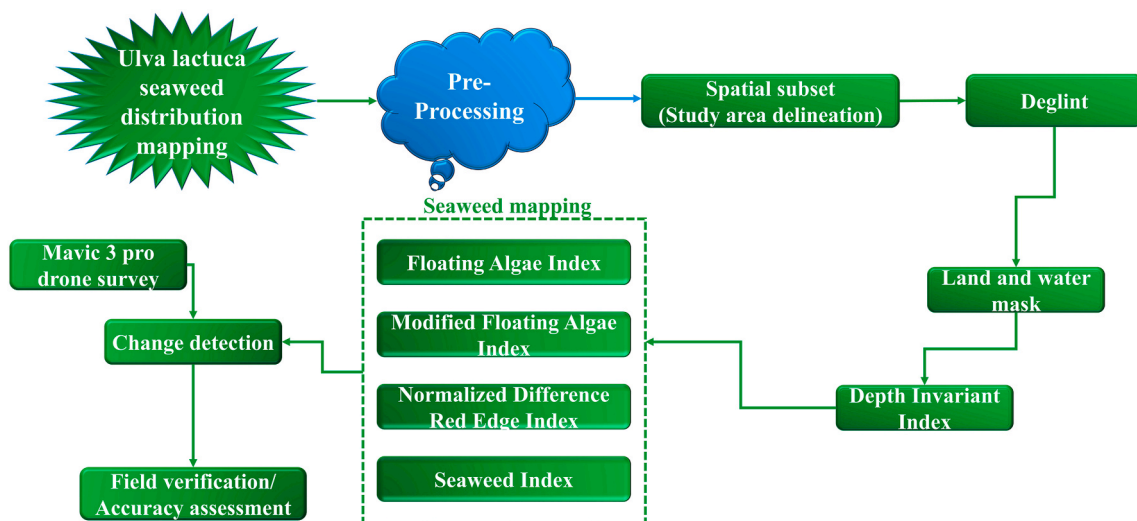 Ulva lactuca
seaweed
distribution
mapping
Pre-
Processing
Spatial subset
(Study area delineation)
Deglint
Land and water
mask
Depth Invariant
Index
Seaweed mapping
Floating Algae Index
Modified Floating Algae
Index
Normalized Difference
Red Edge Index
Seaweed Index
Mavic 3 pro
drone survey
Change detection
Field verification/
Accuracy assessment